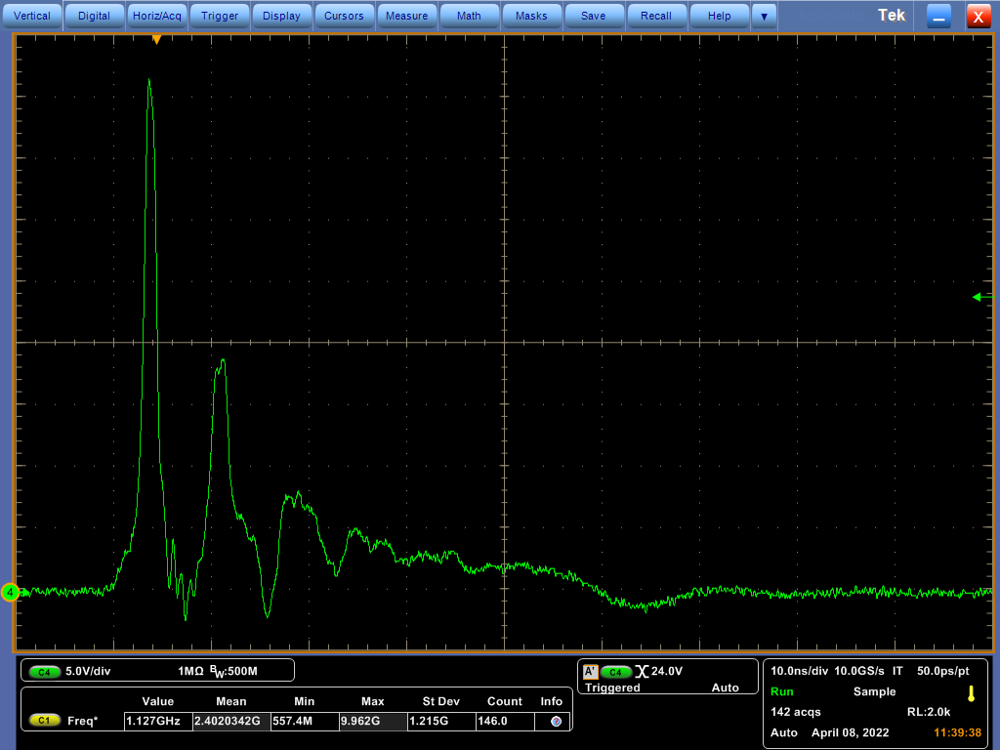 Vertical Digital Horiz/Acq Trigger Display Cursors Measure Math Masks Save Recall Help ▼ Tek X
4
C4 5.0V/div 1MΩ BW:500M
A' C4 24.0V
Triggered Auto
10.0ns/div 10.0GS/s IT 50.0ps/pt
Run Sample
142 acqs RL:2.0k
Auto April 08, 2022 11:39:38
Value Mean Min Max St Dev Count Info
C1 Freq* 1.127GHz 2.4020342G 557.4M 9.962G 1.215G 146.0